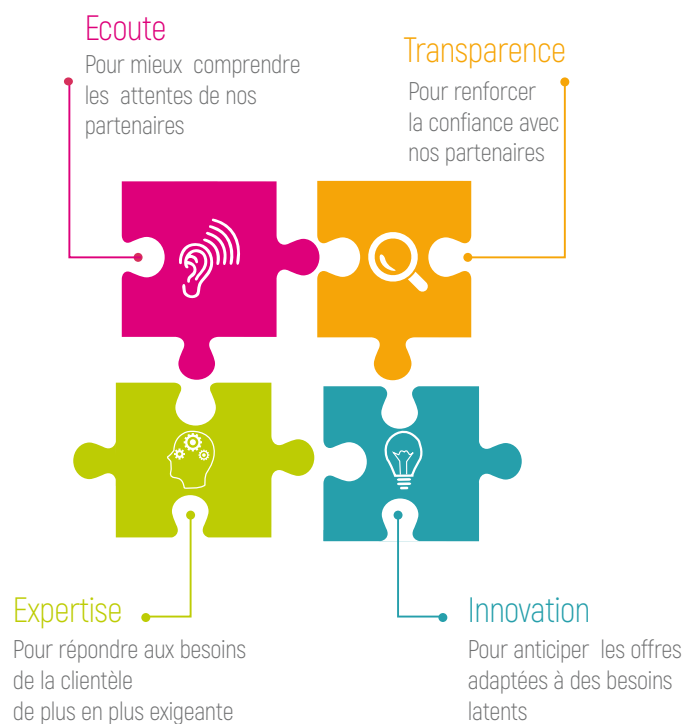 Ecoute
Pour mieux comprendre
les attentes de nos
partenaires
Transparence
Pour renforcer
la confiance avec
nos partenaires
Expertise
Pour répondre aux besoins
de la clientèle
de plus en plus exigeante
Innovation
Pour anticiper les offres
adaptées à des besoins
latents